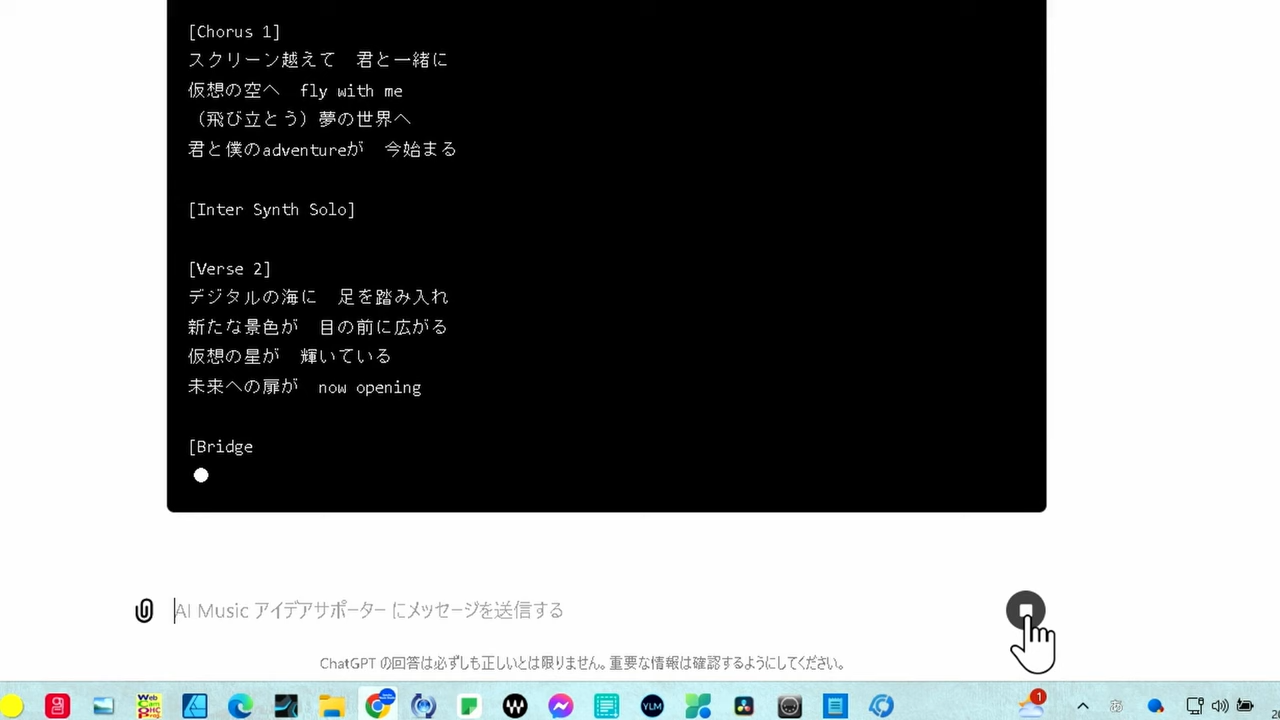 [Chorus 1]
スクリーン越えて　君と一緒に
仮想の空へ　fly with me
（飛び立とう）夢の世界へ
君と僕のadventureが　今始まる
[Inter Synth Solo]
[Verse 2]
デジタルの海に　足を踏み入れ
新たな景色が　目の前に広がる
仮想の星が　輝いている
未来への扉が　now opening
[Bridge
AI Music アイデアサポーター にメッセージを送信する
ChatGPT の回答は必ずしも正しいとは限りません。重要な情報は確認するようにしてください。
Web
Cam
YLM
1
あ